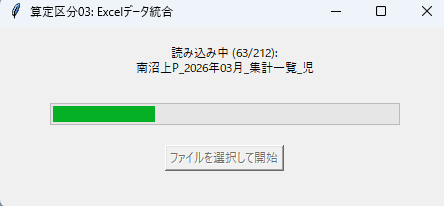 算定区分03: Excelデータ統合
読み込み中 (63/212):
南沼上P_2026年03月_集計一覧_児
ファイルを選択して開始